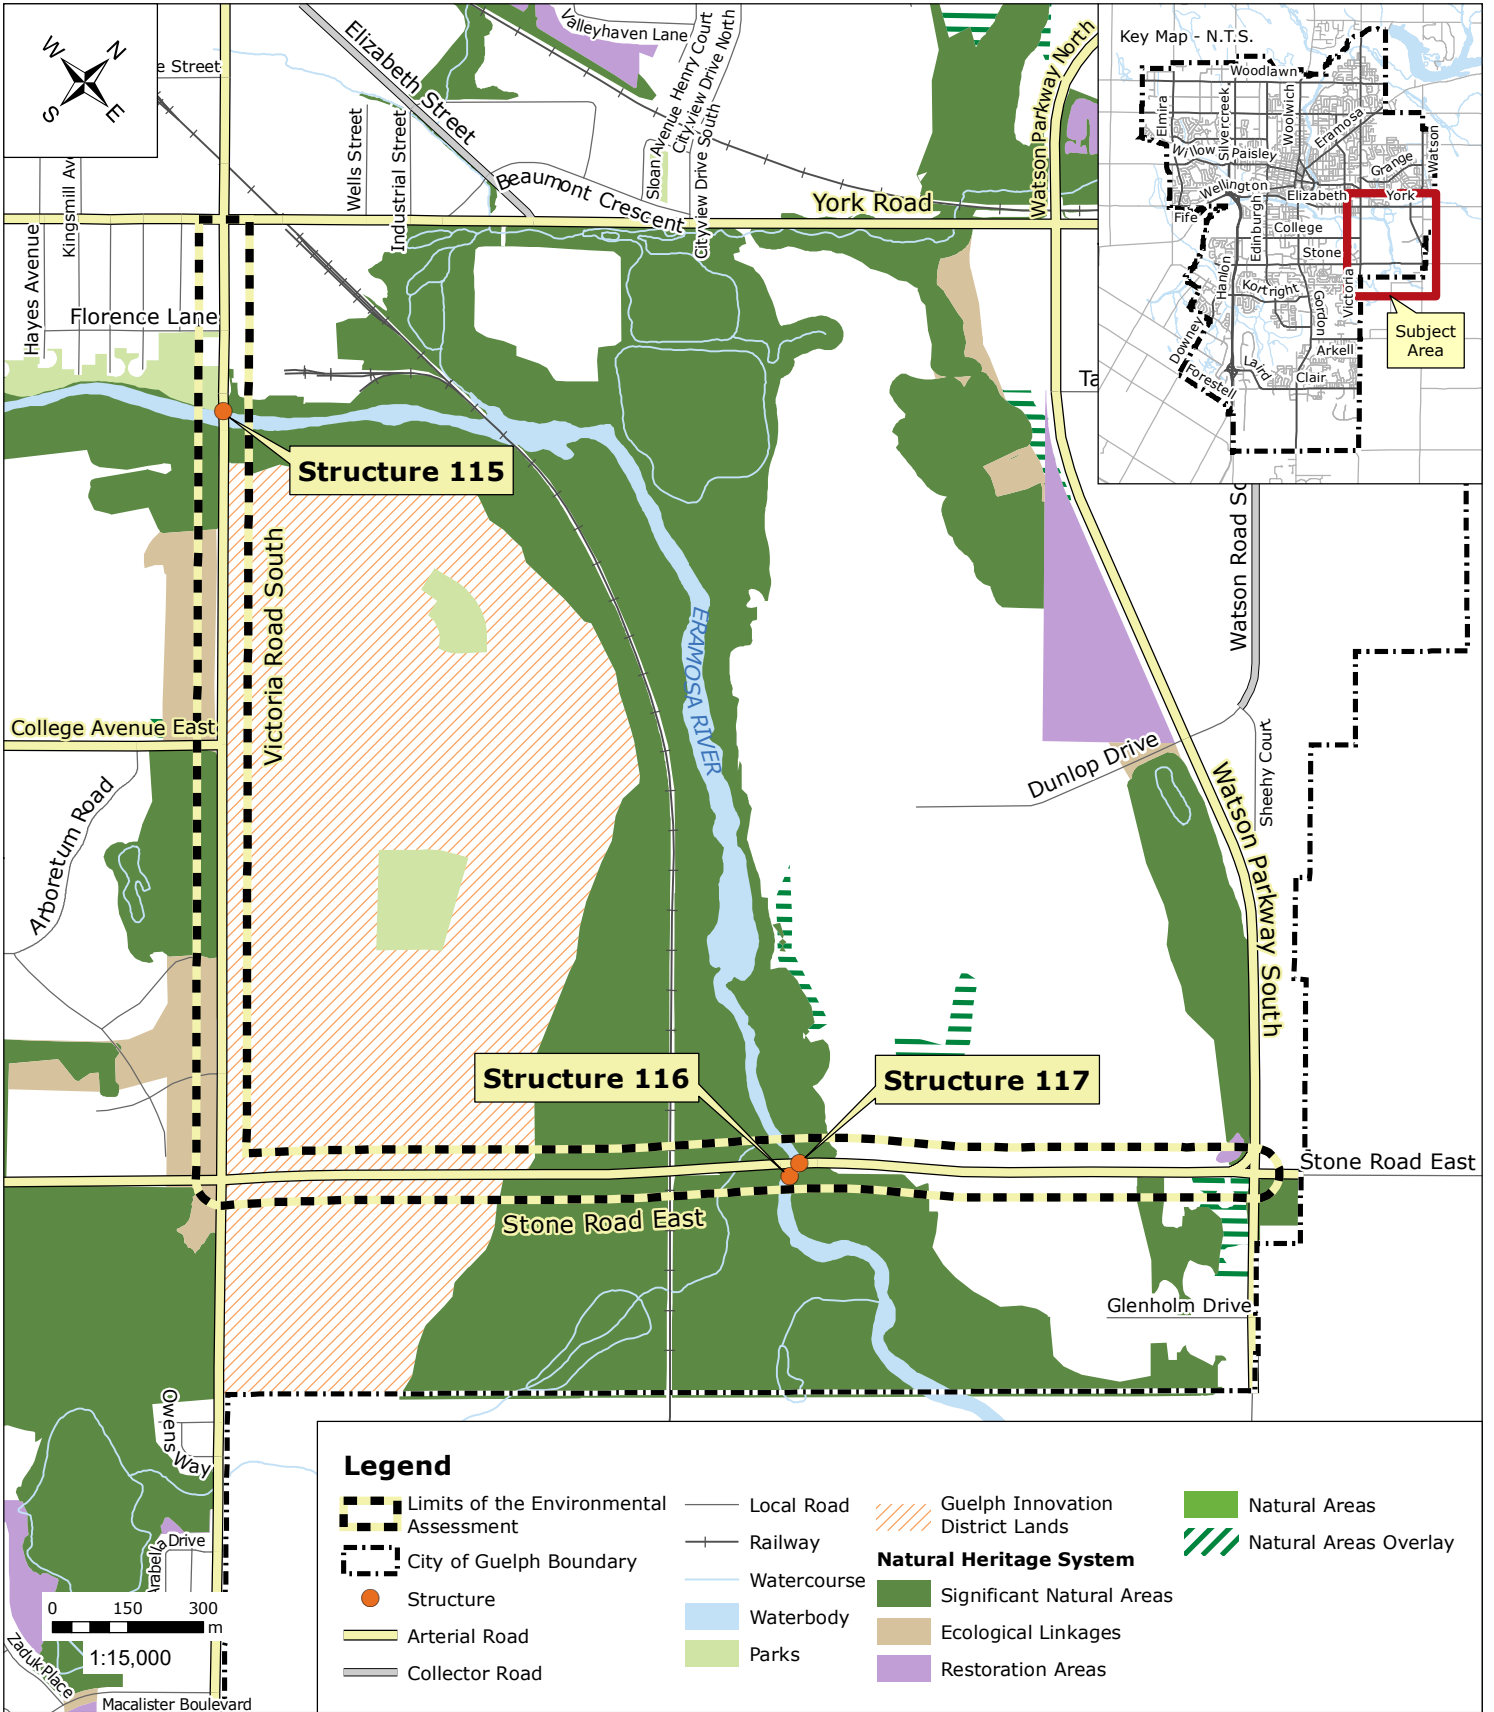 N
E
S
W
e Street
Elizabeth Street
Valleyhaven Lane
Henry Court
Cityview Drive North
Watson Parkway North
Key Map - N.T.S.
Woodlawn
Elmira
Silvercreek
Woolwich
Eramosa
Watson
Willow
Paisley
Grange
Wellington
Elizabeth
York
Fife
Edinburgh
College
Stone
Hanlon
Kortright
Gordon
Victoria
Downey
Arkell
Laird
Clair
Forestell
Subject
Area
Kingsmill Av
Wells Street
Industrial Street
Beaumont Crescent
Sloan Avenue
Cityview Drive South
York Road
Hayes Avenue
Florence Lane
Ta
Structure 115
Victoria Road South
ERAMOSA RIVER
Watson Road So
College Avenue East
Arboretum Road
Dunlop Drive
Sheehy Court
Watson Parkway South
Structure 116
Structure 117
Stone Road East
Stone Road East
Glenholm Drive
Owens Way
Arabella Drive
0 150 300
m
1:15,000
Zaduk Place
Macalister Boulevard
Legend
Limits of the Environmental
Assessment
City of Guelph Boundary
Structure
Arterial Road
Collector Road
Local Road
Railway
Watercourse
Waterbody
Parks
Guelph Innovation
District Lands
Natural Heritage System
Significant Natural Areas
Ecological Linkages
Restoration Areas
Natural Areas
Natural Areas Overlay